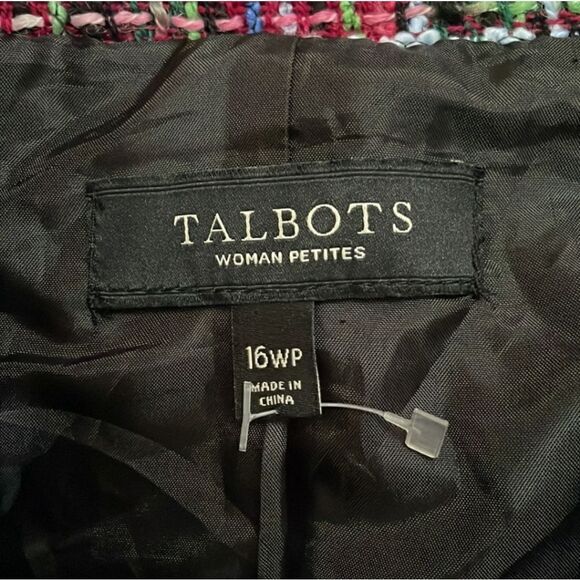 TALBOTS
WOMAN PETITES
16WP
MADE IN
CHINA